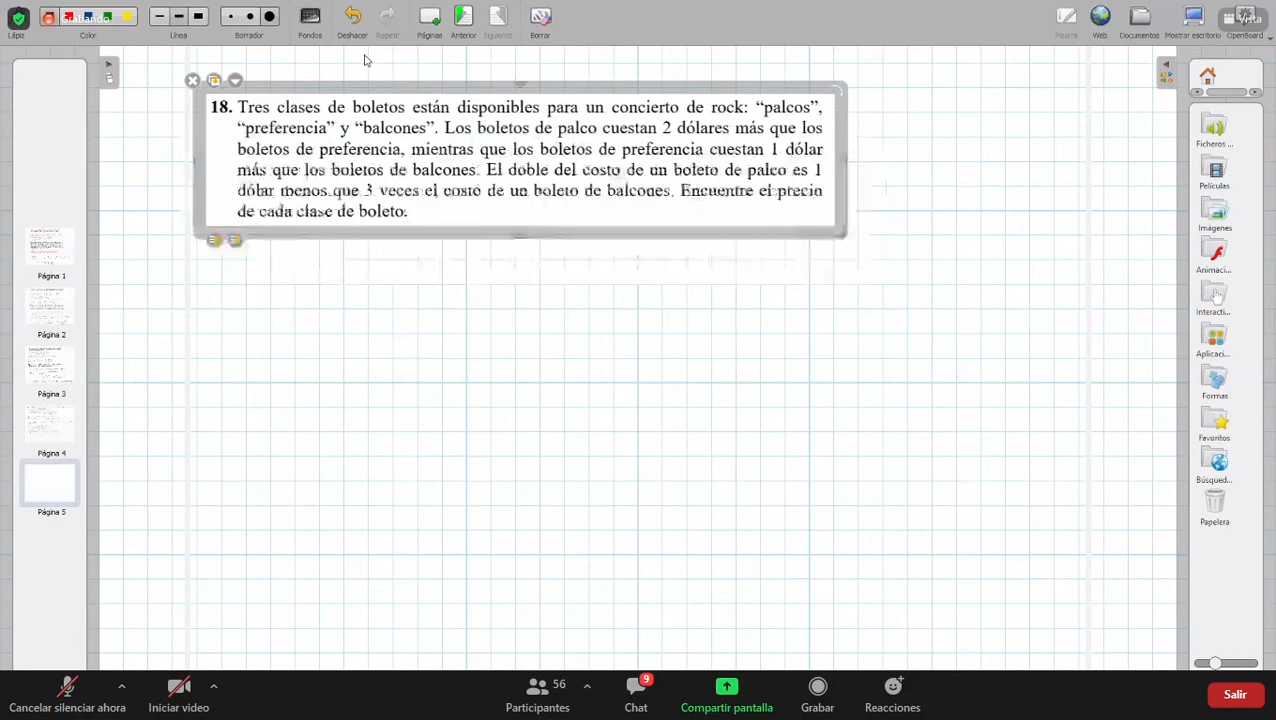 Grabando
Vista
Lápiz
Color
Línea
Borrador
Fondos
Deshacer
Repetir
Páginas
Anterior
Siguiente
Borrar
Pizarra
Web
Documentos
Mostrar escritorio
OpenBoard
18. Tres clases de boletos están disponibles para un concierto de rock: “palcos”,
“preferencia” y “balcones”. Los boletos de palco cuestan 2 dólares más que los
boletos de preferencia, mientras que los boletos de preferencia cuestan 1 dólar
más que los boletos de balcones. El doble del costo de un boleto de palco es 1
dólar menos que 3 veces el costo de un boleto de balcones. Encuentre el precio
de cada clase de boleto.
Página 1
Página 2
Página 3
Página 4
Página 5
Ficheros ...
Películas
Imágenes
Animaci...
Interacti...
Aplicaci...
Formas
Favoritos
Búsqued...
Papelera
Cancelar silenciar ahora
Iniciar video
56
Participantes
9
Chat
Compartir pantalla
Grabar
Reacciones
Salir